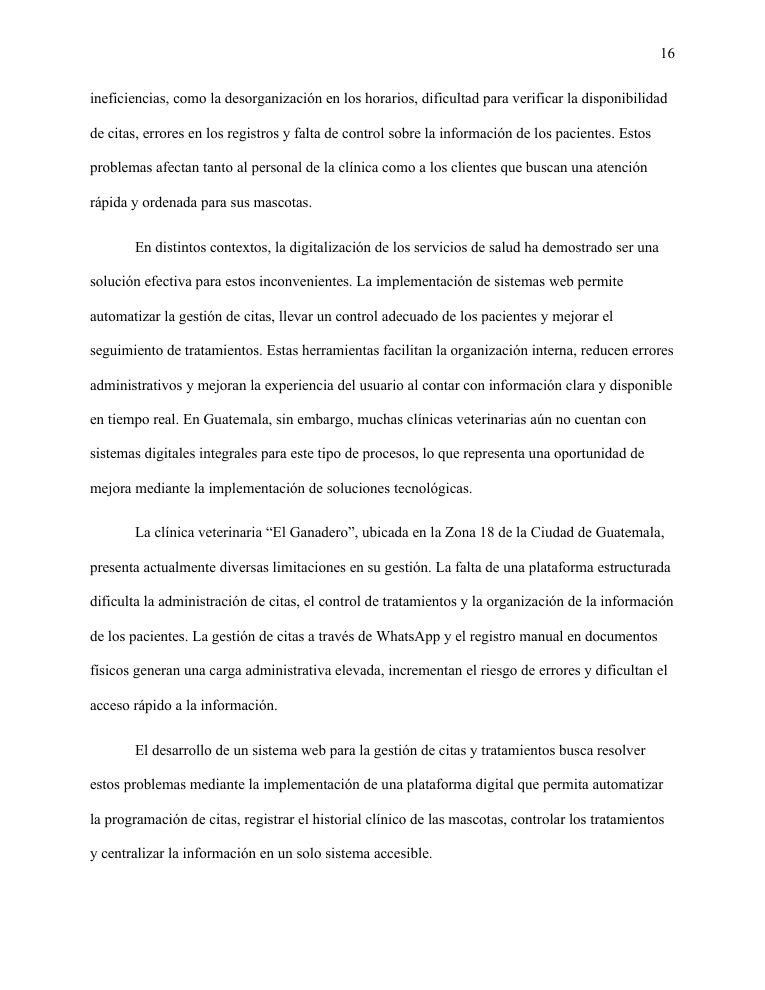 16
ineficiencias, como la desorganización en los horarios, dificultad para verificar la disponibilidad
de citas, errores en los registros y falta de control sobre la información de los pacientes. Estos
problemas afectan tanto al personal de la clínica como a los clientes que buscan una atención
rápida y ordenada para sus mascotas.
En distintos contextos, la digitalización de los servicios de salud ha demostrado ser una
solución efectiva para estos inconvenientes. La implementación de sistemas web permite
automatizar la gestión de citas, llevar un control adecuado de los pacientes y mejorar el
seguimiento de tratamientos. Estas herramientas facilitan la organización interna, reducen errores
administrativos y mejoran la experiencia del usuario al contar con información clara y disponible
en tiempo real. En Guatemala, sin embargo, muchas clínicas veterinarias aún no cuentan con
sistemas digitales integrales para este tipo de procesos, lo que representa una oportunidad de
mejora mediante la implementación de soluciones tecnológicas.
La clínica veterinaria “El Ganadero”, ubicada en la Zona 18 de la Ciudad de Guatemala,
presenta actualmente diversas limitaciones en su gestión. La falta de una plataforma estructurada
dificulta la administración de citas, el control de tratamientos y la organización de la información
de los pacientes. La gestión de citas a través de WhatsApp y el registro manual en documentos
físicos generan una carga administrativa elevada, incrementan el riesgo de errores y dificultan el
acceso rápido a la información.
El desarrollo de un sistema web para la gestión de citas y tratamientos busca resolver
estos problemas mediante la implementación de una plataforma digital que permita automatizar
la programación de citas, registrar el historial clínico de las mascotas, controlar los tratamientos
y centralizar la información en un solo sistema accesible.